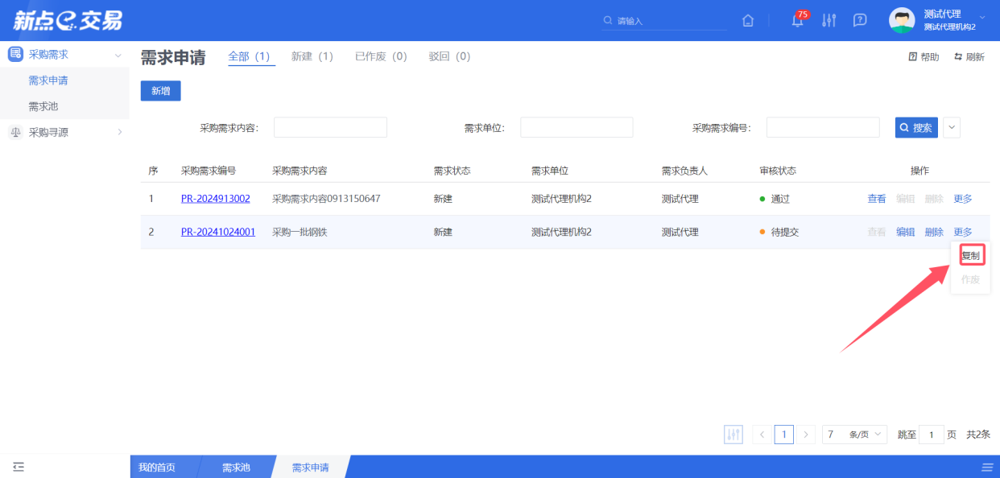 新点e交易
请输入
75
测试代理
测试代理机构2
采购需求
需求申请
需求池
采购寻源
需求申请 全部（1） 新建（1） 已作废（0） 驳回（0） 帮助 刷新
新增
采购需求内容： 需求单位： 采购需求编号： 搜索
序 采购需求编号 采购需求内容 需求状态 需求单位 需求负责人 审核状态 操作
1 PR-2024913002 采购需求内容0913150647 新建 测试代理机构2 测试代理 通过 查看 编辑 删除 更多
2 PR-20241024001 采购一批钢铁 新建 测试代理机构2 测试代理 待提交 查看 编辑 删除 更多
复制
作废
1 7 条/页 跳至 1 页 共2条
我的首页 需求池 需求申请